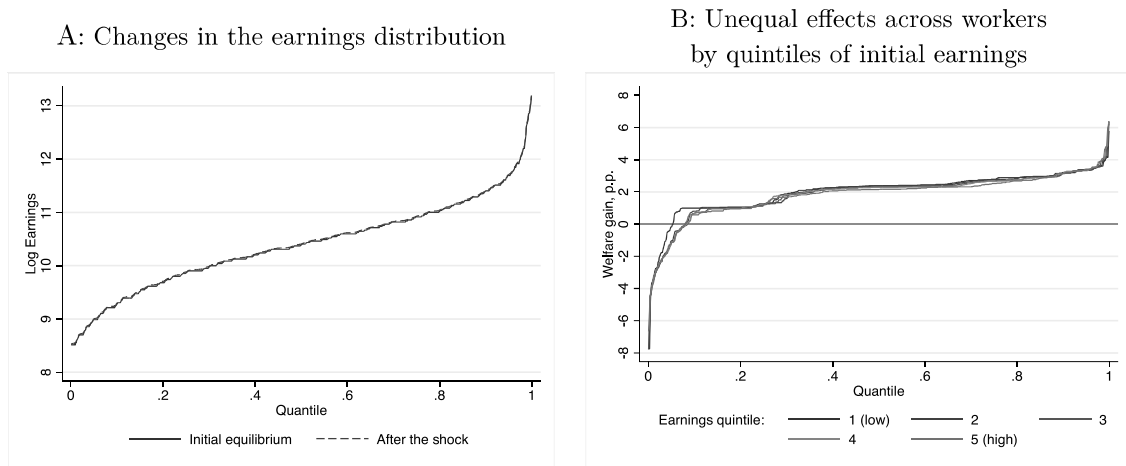 A: Changes in the earnings distribution
Log Earnings
13
12
11
10
9
8
0 .2 .4 .6 .8 1
Quantile
Initial equilibrium After the shock
B: Unequal effects across workers
by quintiles of initial earnings
Welfare gain, p.p.
8
6
4
2
0
-2
-4
-6
-8
0 .2 .4 .6 .8 1
Quantile
Earnings quintile: 1 (low) 2 3
4 5 (high)